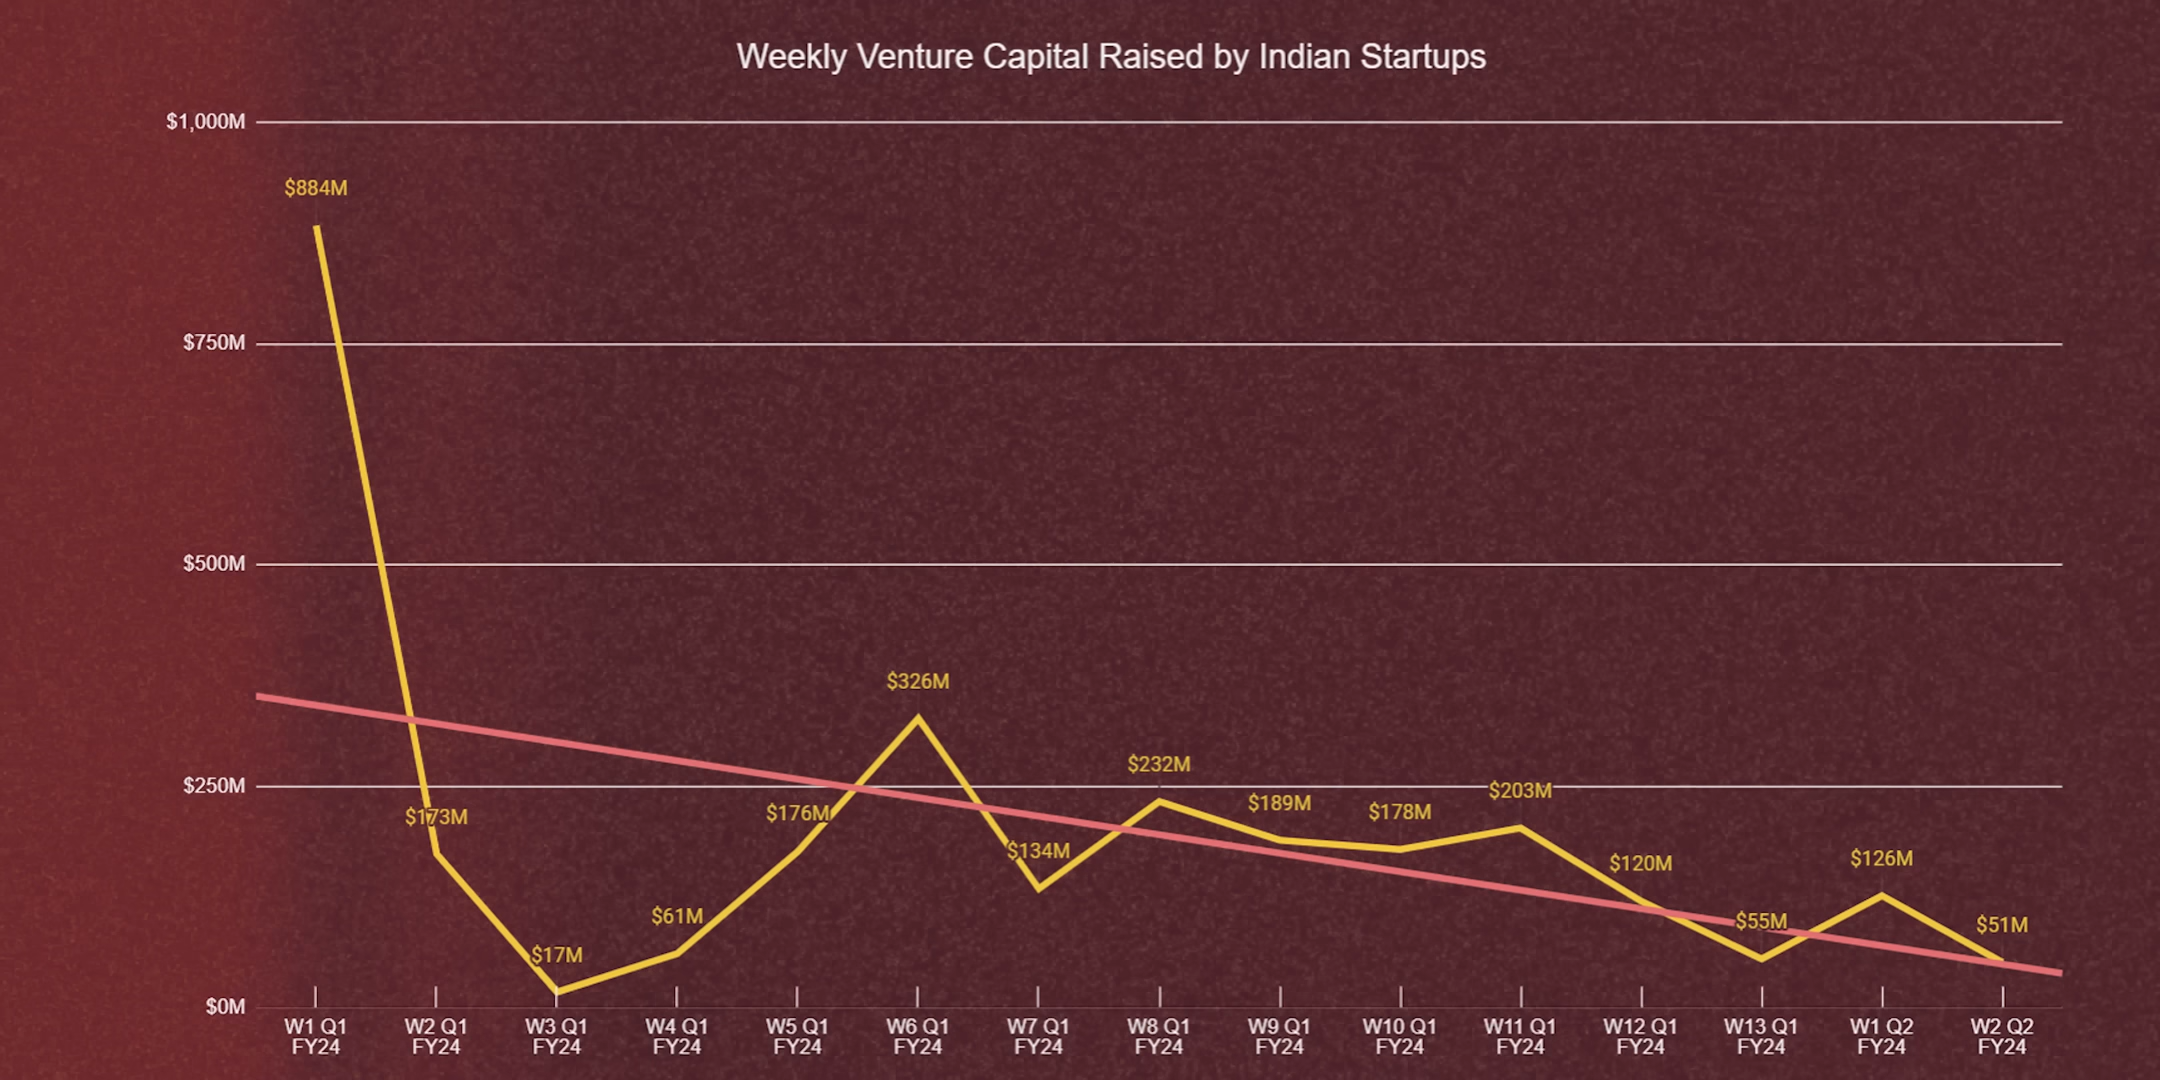 Weekly Venture Capital Raised by Indian Startups
$1,000M
$884M
$750M
$500M
$326M
$250M
$232M
$203M
$189M
$178M
$176M
$173M
$134M
$126M
$120M
$61M
$55M
$51M
$17M
$0M
W1 Q1 W2 Q1 W3 Q1 W4 Q1 W5 Q1 W6 Q1 W7 Q1 W8 Q1 W9 Q1 W10 Q1 W11 Q1 W12 Q1 W13 Q1 W1 Q2 W2 Q2
FY24 FY24 FY24 FY24 FY24 FY24 FY24 FY24 FY24 FY24 FY24 FY24 FY24 FY24 FY24